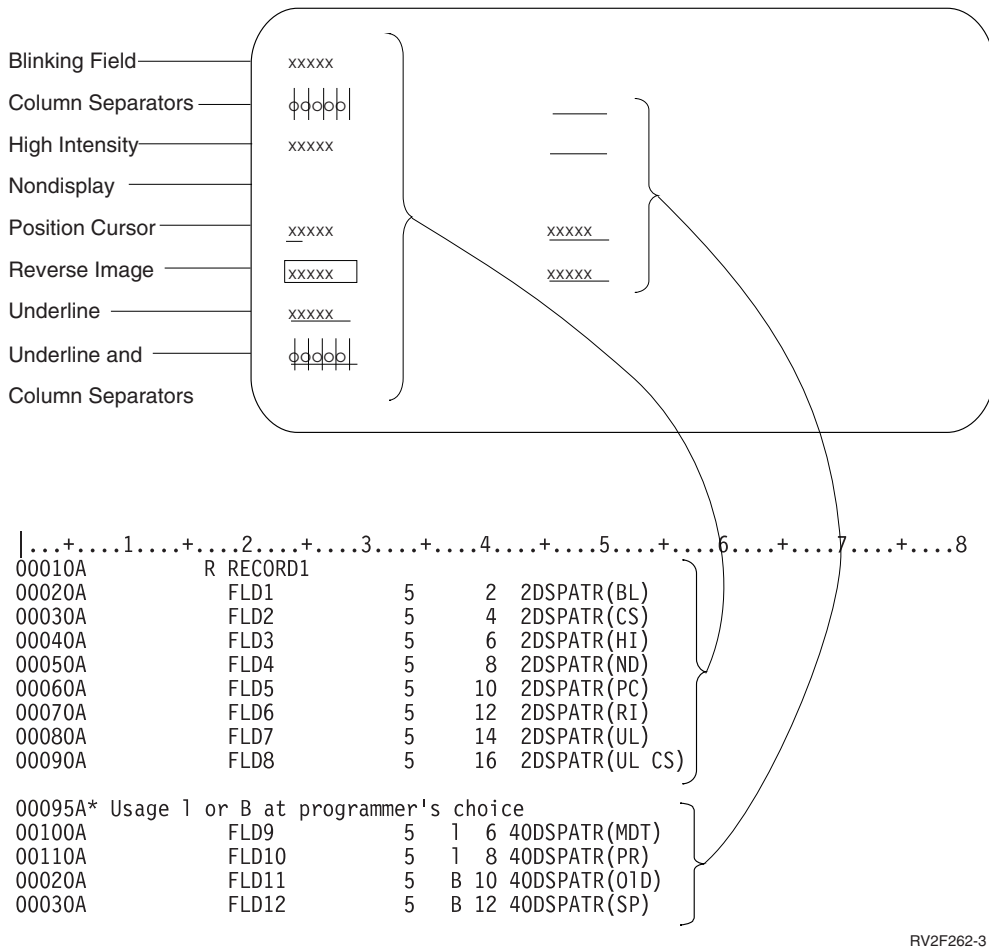 Blinking Field xxxxx
Column Separators ooooo
High Intensity xxxxx
Nondisplay
Position Cursor xxxxx xxxxx
Reverse Image xxxxx xxxxx
Underline xxxxx
Underline and ooooo
Column Separators
|...+....1....+....2....+....3....+....4....+....5....+....6....+....7....+....8
00010A R RECORD1
00020A FLD1 5 2 2DSPATR(BL)
00030A FLD2 5 4 2DSPATR(CS)
00040A FLD3 5 6 2DSPATR(HI)
00050A FLD4 5 8 2DSPATR(ND)
00060A FLD5 5 10 2DSPATR(PC)
00070A FLD6 5 12 2DSPATR(RI)
00080A FLD7 5 14 2DSPATR(UL)
00090A FLD8 5 16 2DSPATR(UL CS)
00095A* Usage l or B at programmer's choice
00100A FLD9 5 l 6 40DSPATR(MDT)
00110A FLD10 5 l 8 40DSPATR(PR)
00020A FLD11 5 B 10 40DSPATR(OlD)
00030A FLD12 5 B 12 40DSPATR(SP)
RV2F262-3